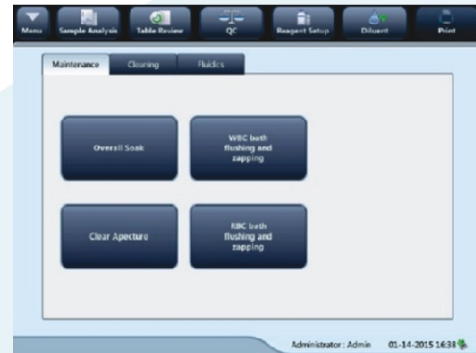 Menu
Sample Analysis
Table Review
QC
Reagent Setup
Diluent
Print
Maintenance
Cleaning
Fluidics
Overall Soak
WBC bath
flushing and
zapping
Clear Aperture
RBC bath
flushing and
zapping
Administrator : Admin
01-14-2015 16:38